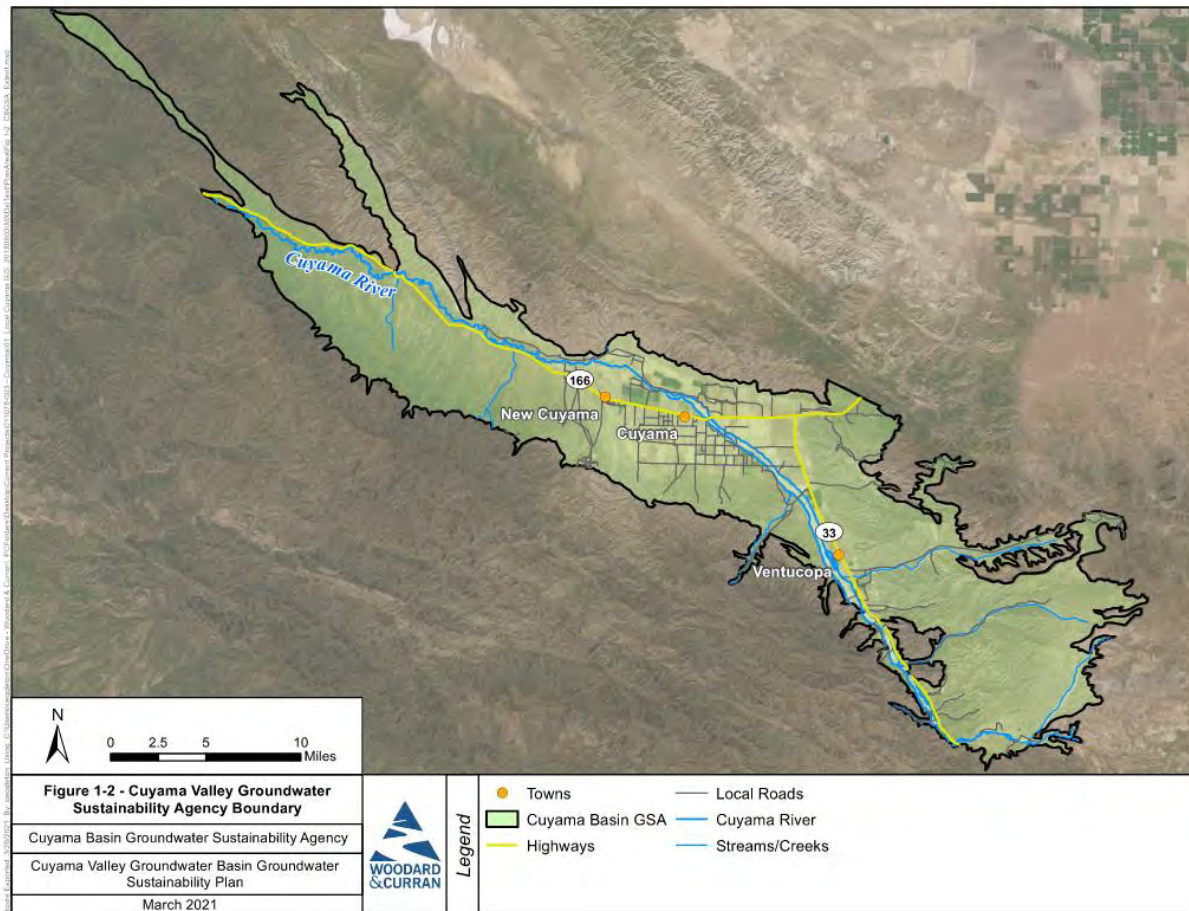 Cuyama River
166
New Cuyama
Cuyama
33
Ventucopa
N
0 2.5 5 10
Miles
Figure 1-2 - Cuyama Valley Groundwater
Sustainability Agency Boundary
Cuyama Basin Groundwater Sustainability Agency
Cuyama Valley Groundwater Basin Groundwater
Sustainability Plan
March 2021
WOODARD
&CURRAN
Legend
Towns
Cuyama Basin GSA
Highways
Local Roads
Cuyama River
Streams/Creeks